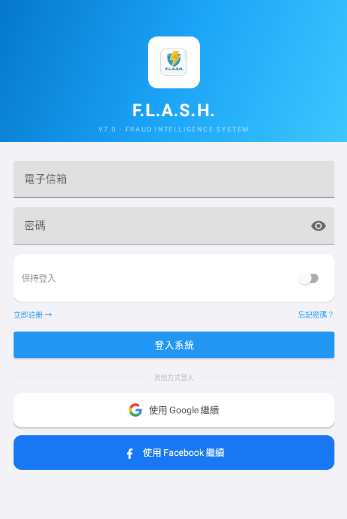 F.L.A.S.H.
F.L.A.S.H.
V7.0 · FRAUD INTELLIGENCE SYSTEM
電子信箱
密碼
保持登入
立即註冊 →
忘記密碼？
登入系統
其他方式登入
使用 Google 繼續
使用 Facebook 繼續